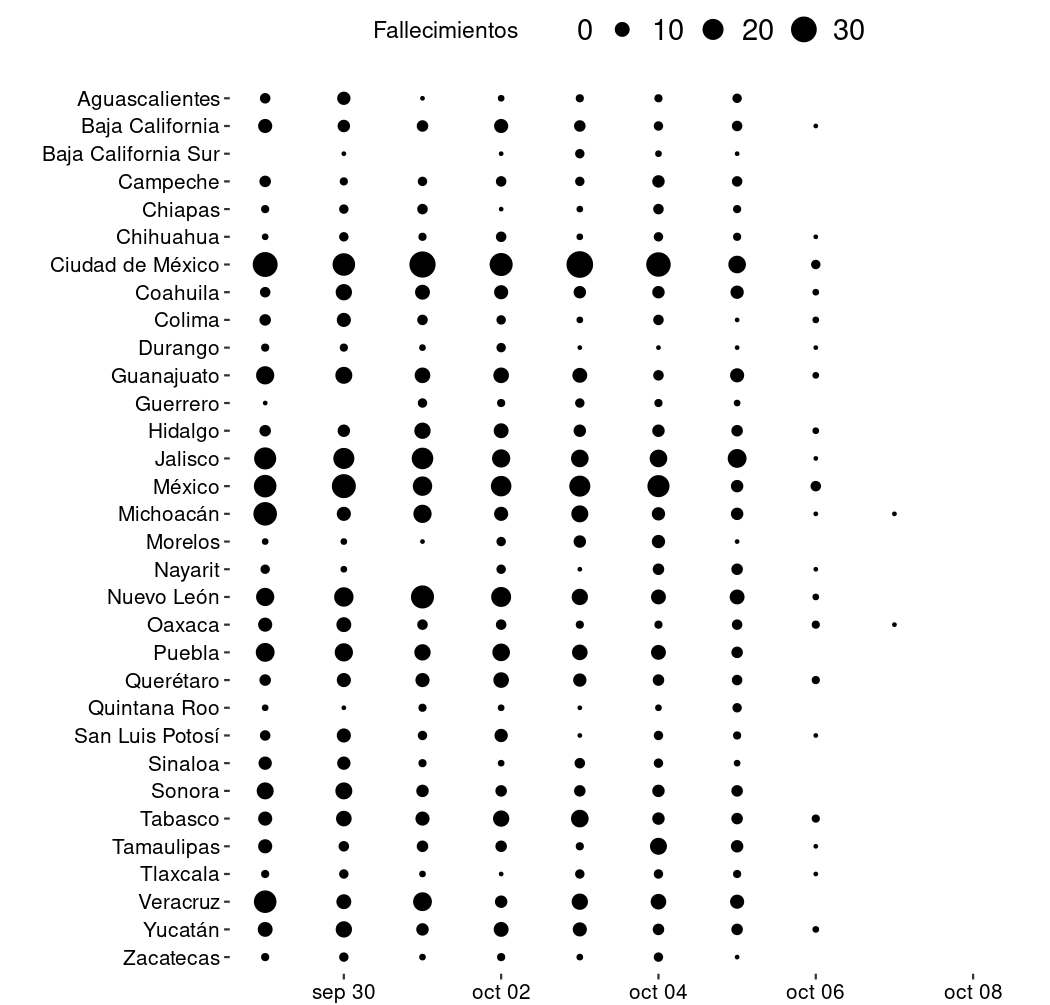 Fallecimientos 0 10 20 30
Aguascalientes
Baja California
Baja California Sur
Campeche
Chiapas
Chihuahua
Ciudad de México
Coahuila
Colima
Durango
Guanajuato
Guerrero
Hidalgo
Jalisco
México
Michoacán
Morelos
Nayarit
Nuevo León
Oaxaca
Puebla
Querétaro
Quintana Roo
San Luis Potosí
Sinaloa
Sonora
Tabasco
Tamaulipas
Tlaxcala
Veracruz
Yucatán
Zacatecas
sep 30 oct 02 oct 04 oct 06 oct 08